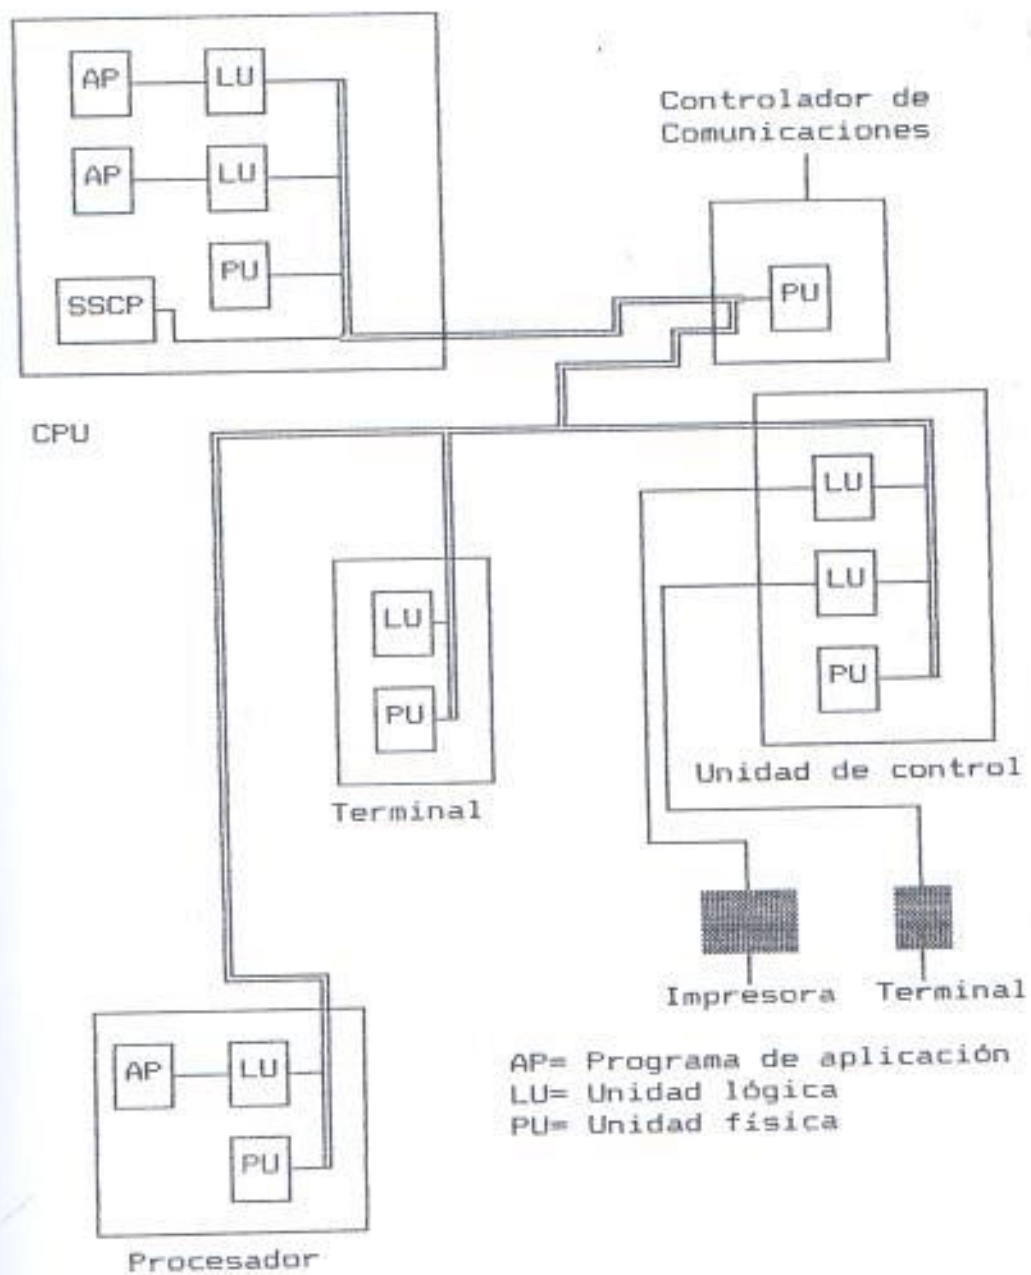 AP
LU
AP
LU
PU
SSCP
CPU
Controlador de
Comunicaciones
PU
LU
LU
PU
Unidad de control
LU
PU
Terminal
Impresora
Terminal
AP
LU
PU
Procesador
AP= Programa de aplicación
LU= Unidad lógica
PU= Unidad física